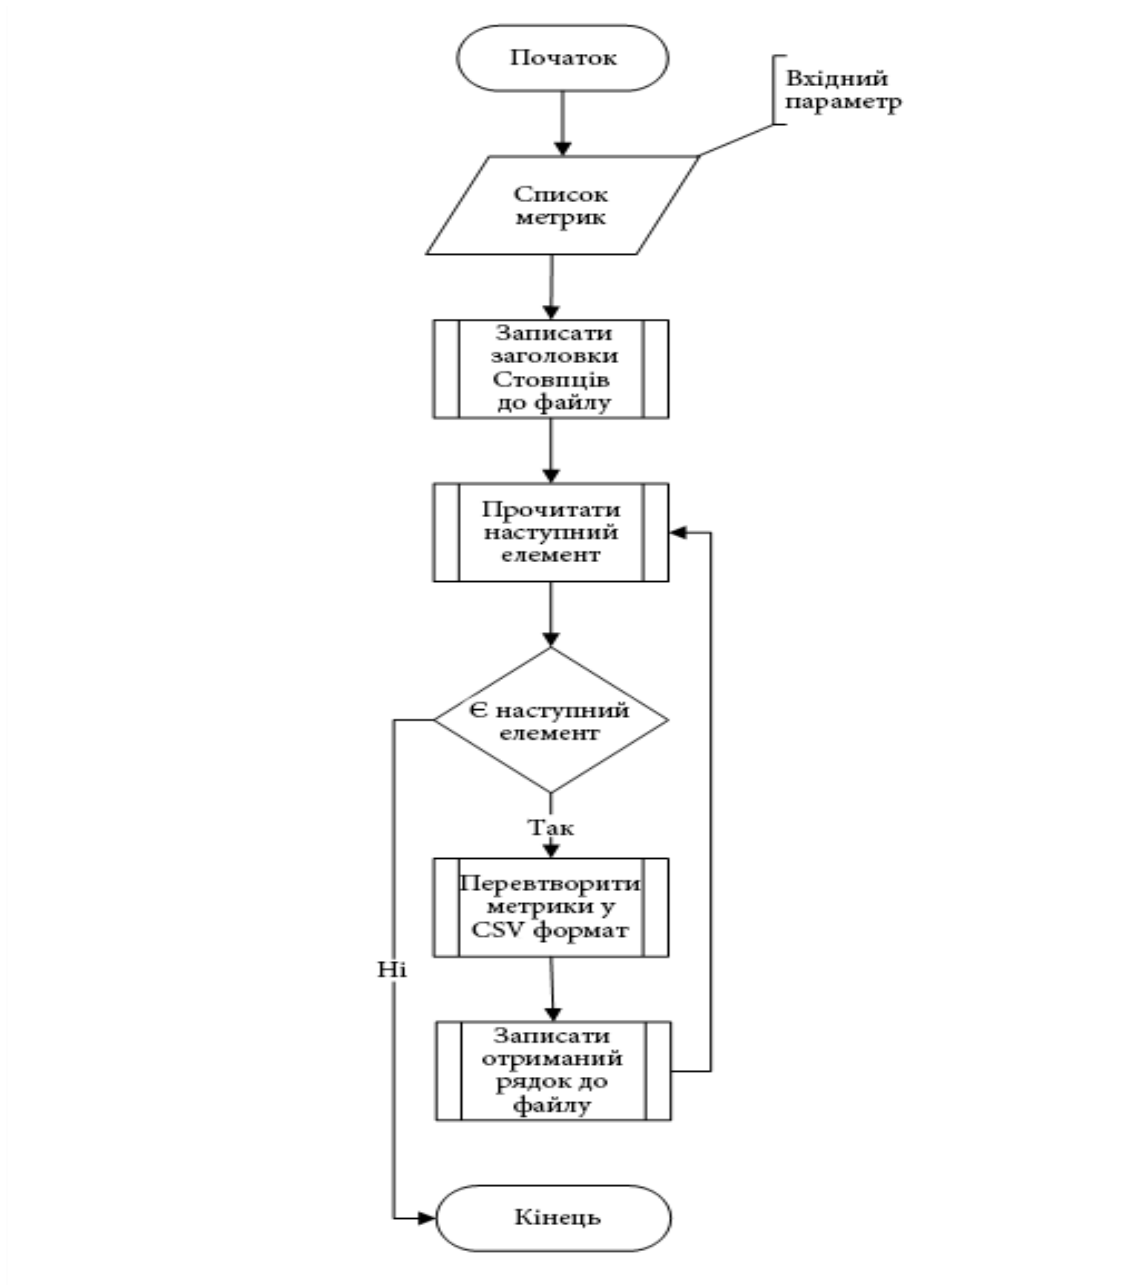 Початок
Вхідний
параметр
Список
метрик
Записати
заголовки
Стовпців
до файлу
Прочитати
наступний
елемент
Є наступний
елемент
Так
Перевтворити
метрики у
CSV формат
Ні
Записати
отриманий
рядок до
файлу
Кінець